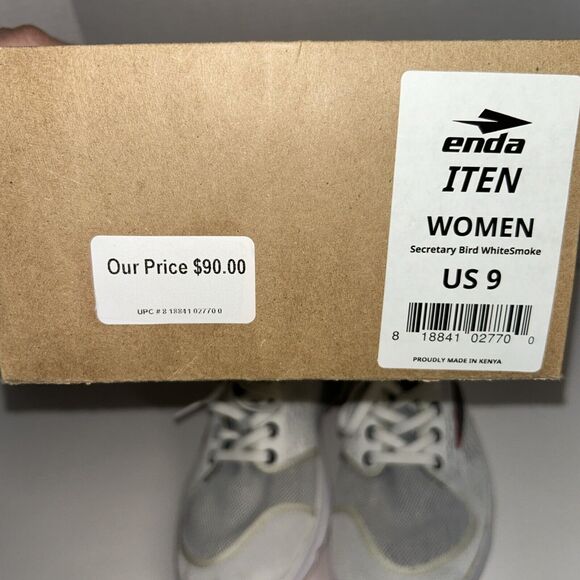 Our Price $90.00
UPC # 8 18841 02770 0
enda
ITEN
WOMEN
Secretary Bird WhiteSmoke
US 9
8 18841 02770 0
PROUDLY MADE IN KENYA